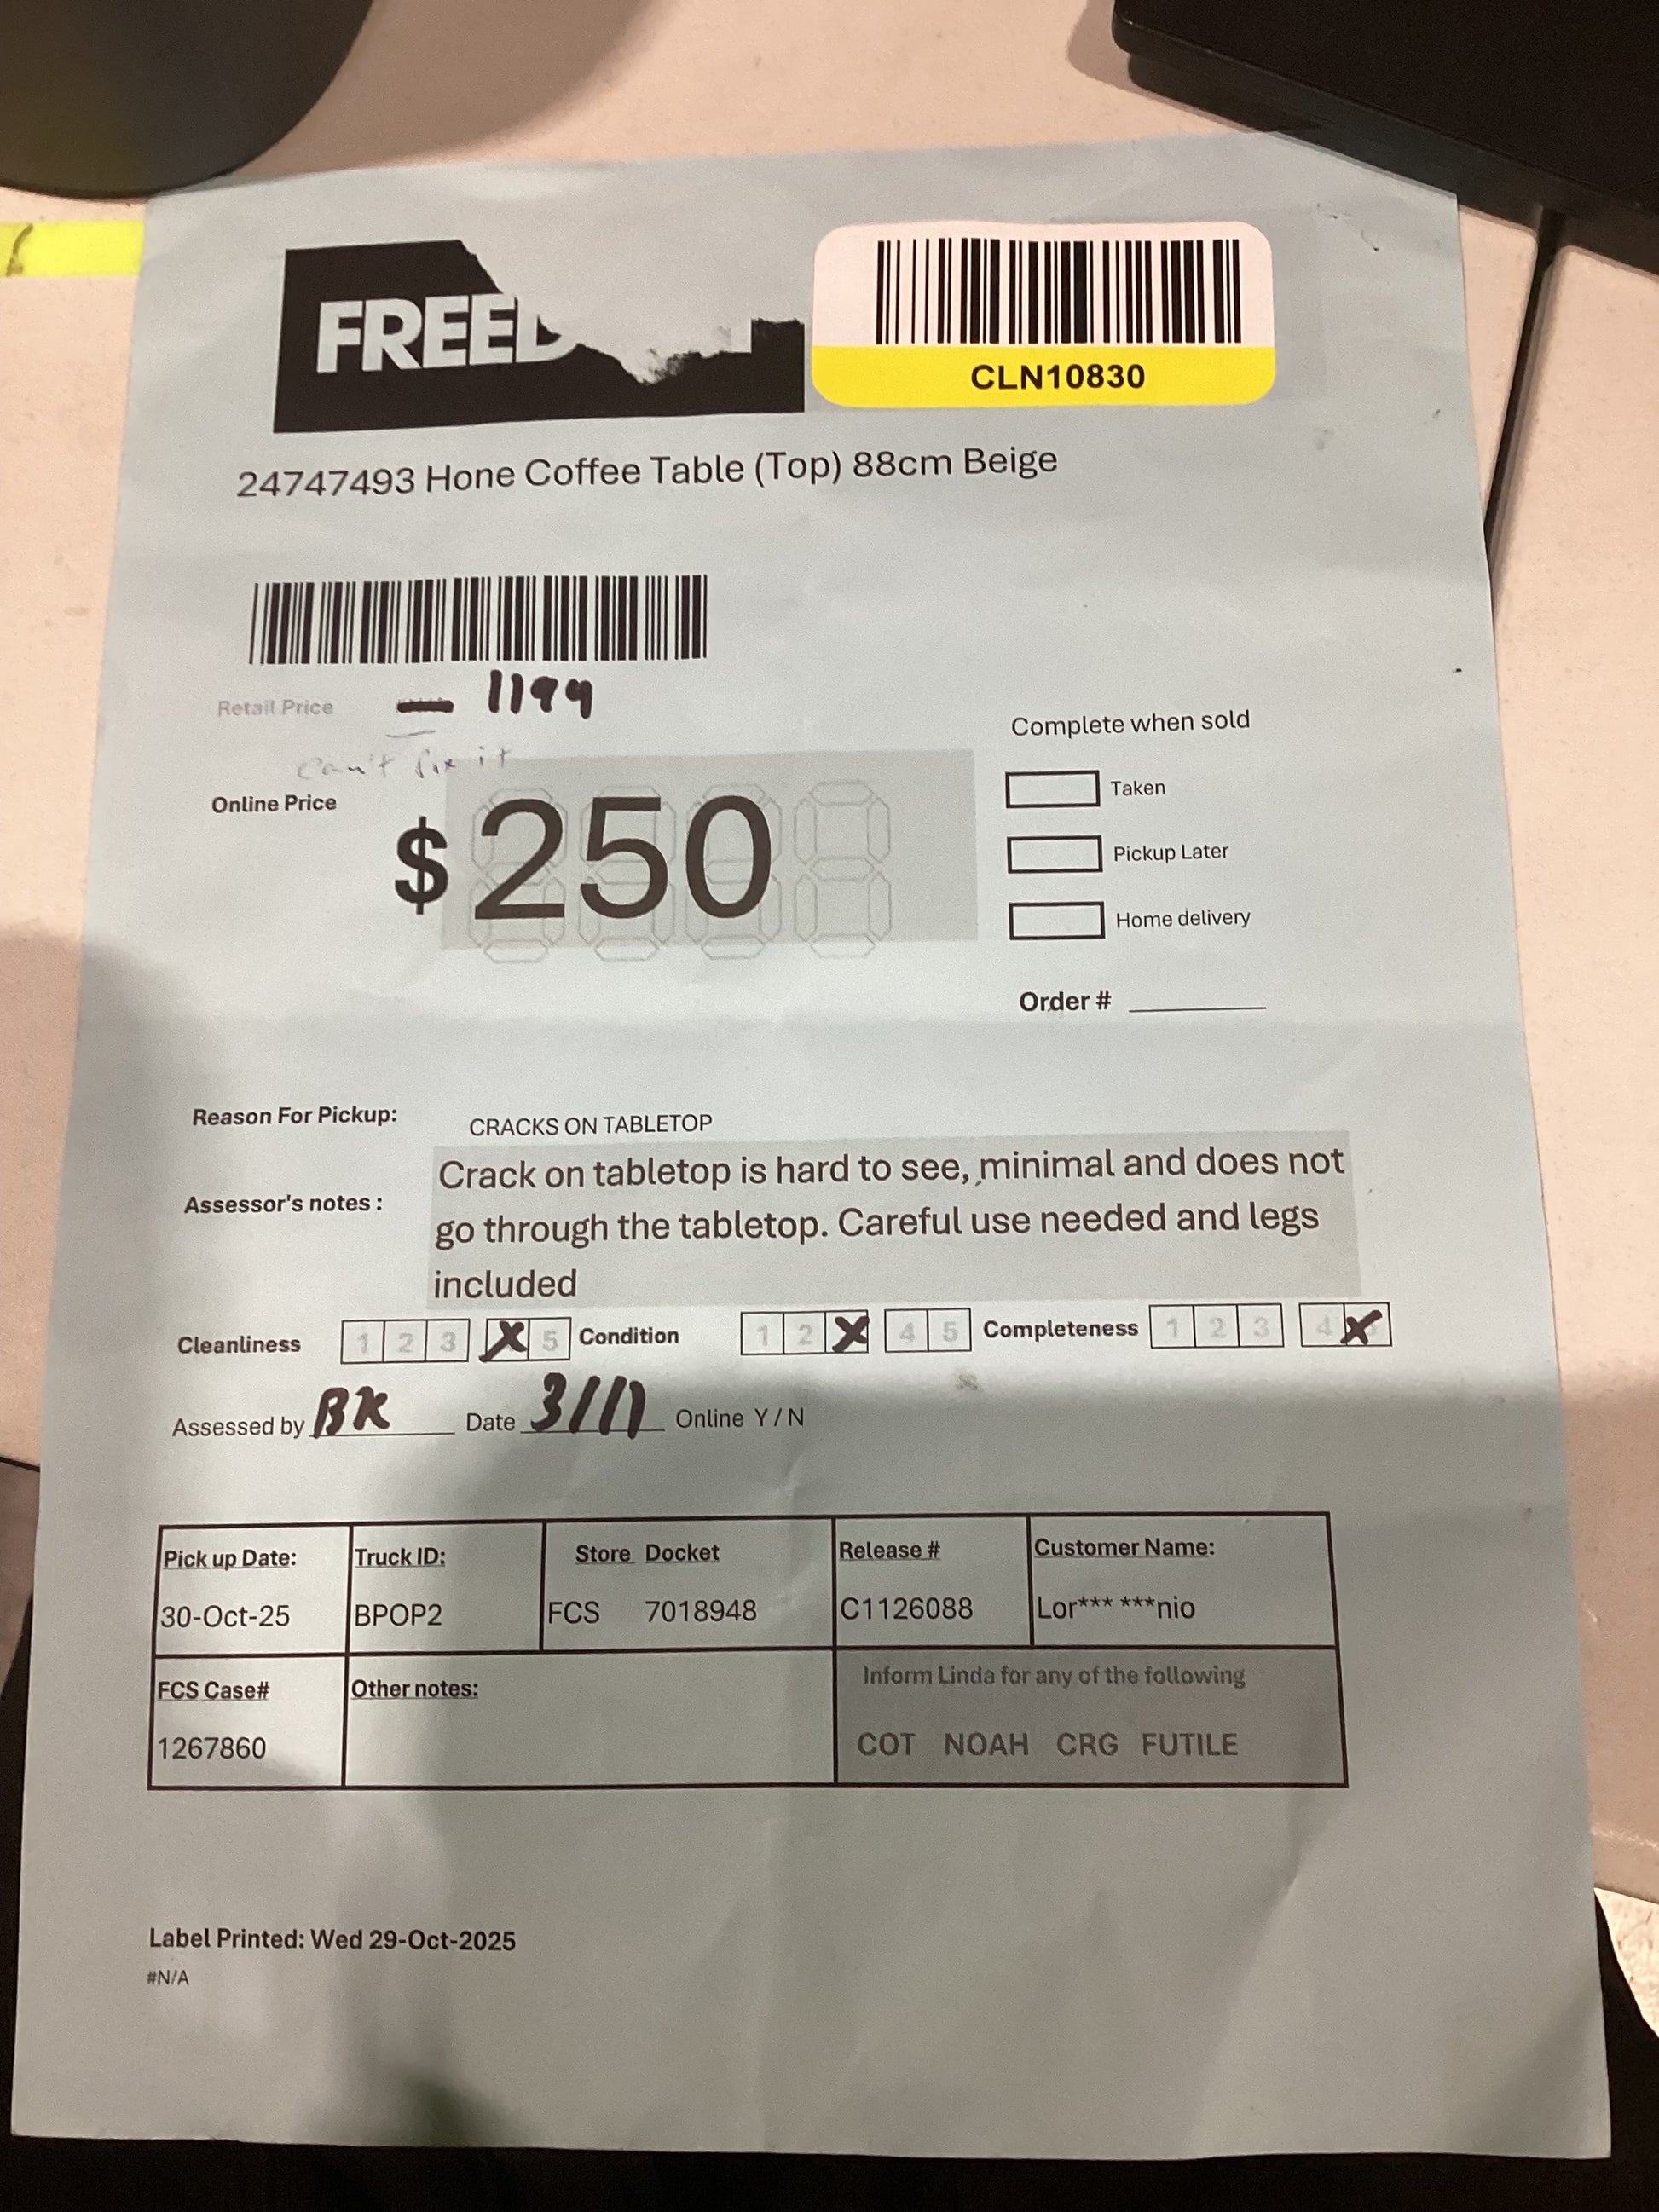 FREED
CLN10830
24747493 Hone Coffee Table (Top) 88cm Beige
Retail Price 1199
can't fix it
Online Price
$250
Complete when sold
Taken
Pickup Later
Home delivery
Order #
Reason For Pickup: CRACKS ON TABLETOP
Assessor's notes :
Crack on tabletop is hard to see, minimal and does not
go through the tabletop. Careful use needed and legs
included
Cleanliness 1 2 3 X 5 Condition 1 2 X 4 5 Completeness 1 2 3 4 X
Assessed by BK Date 3/11 Online Y / N
Pick up Date: Truck ID: Store Docket Release # Customer Name:
30-Oct-25 BPOP2 FCS 7018948 C1126088 Lor*** ***nio
FCS Case# Other notes: Inform Linda for any of the following
1267860 COT NOAH CRG FUTILE
Label Printed: Wed 29-Oct-2025
#N/A